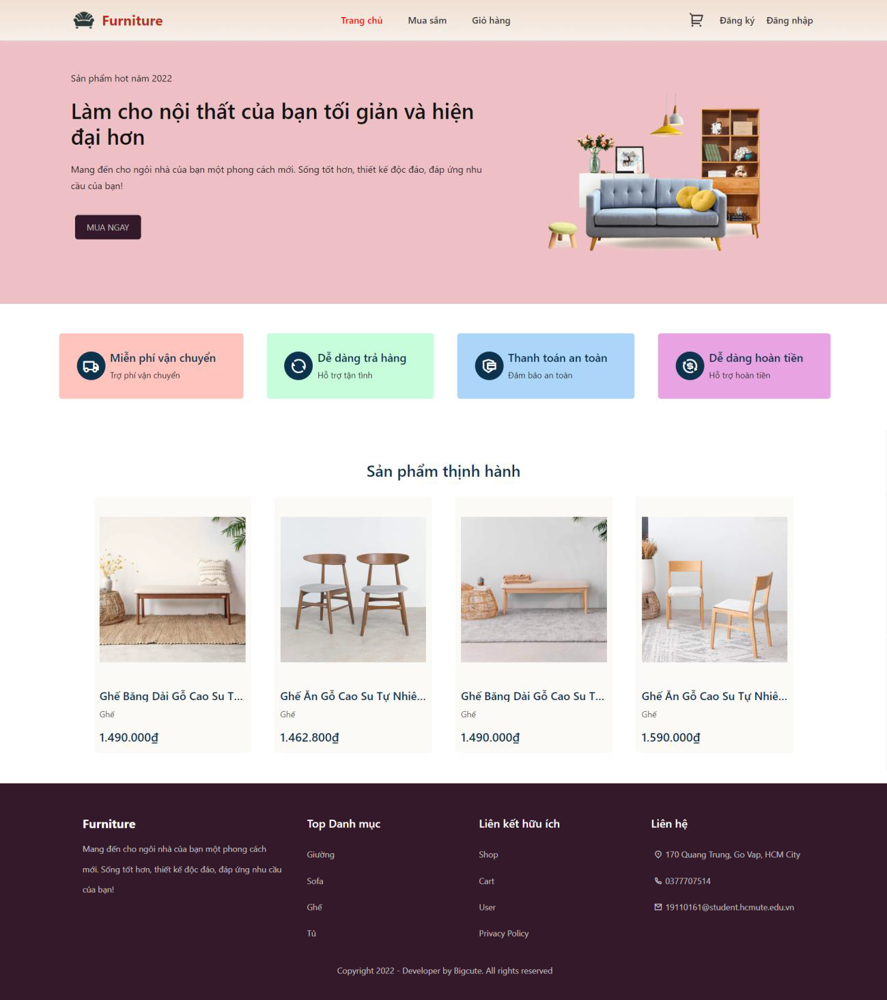 Furniture
Trang chủ
Mua sắm
Giỏ hàng
Đăng ký
Đăng nhập
Sản phẩm hot năm 2022
Làm cho nội thất của bạn tối giản và hiện
đại hơn
Mang đến cho ngôi nhà của bạn một phong cách mới. Sống tốt hơn, thiết kế độc đáo, đáp ứng nhu
cầu của bạn!
MUA NGAY
Miễn phí vận chuyển
Trợ phí vận chuyển
Dễ dàng trả hàng
Hỗ trợ tận tình
Thanh toán an toàn
Đảm bảo an toàn
Dễ dàng hoàn tiền
Hỗ trợ hoàn tiền
Sản phẩm thịnh hành
Ghế Băng Dài Gỗ Cao Su T...
Ghế
1.490.000₫
Ghế Ăn Gỗ Cao Su Tự Nhiê...
Ghế
1.462.800₫
Ghế Băng Dài Gỗ Cao Su T...
Ghế
1.490.000₫
Ghế Ăn Gỗ Cao Su Tự Nhiê...
Ghế
1.590.000₫
Furniture
Mang đến cho ngôi nhà của bạn một phong cách
mới. Sống tốt hơn, thiết kế độc đáo, đáp ứng nhu cầu
của bạn!
Top Danh mục
Giường
Sofa
Ghế
Tủ
Liên kết hữu ích
Shop
Cart
User
Privacy Policy
Liên hệ
170 Quang Trung, Go Vap, HCM City
0377707514
19110161@student.hcmute.edu.vn
Copyright 2022 - Developer by Bigcute. All rights reserved